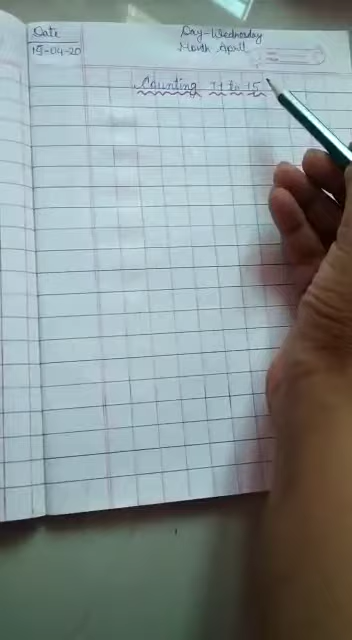 Date
15-04-20
Day-Wednesday
Month April
Counting 11 to 15